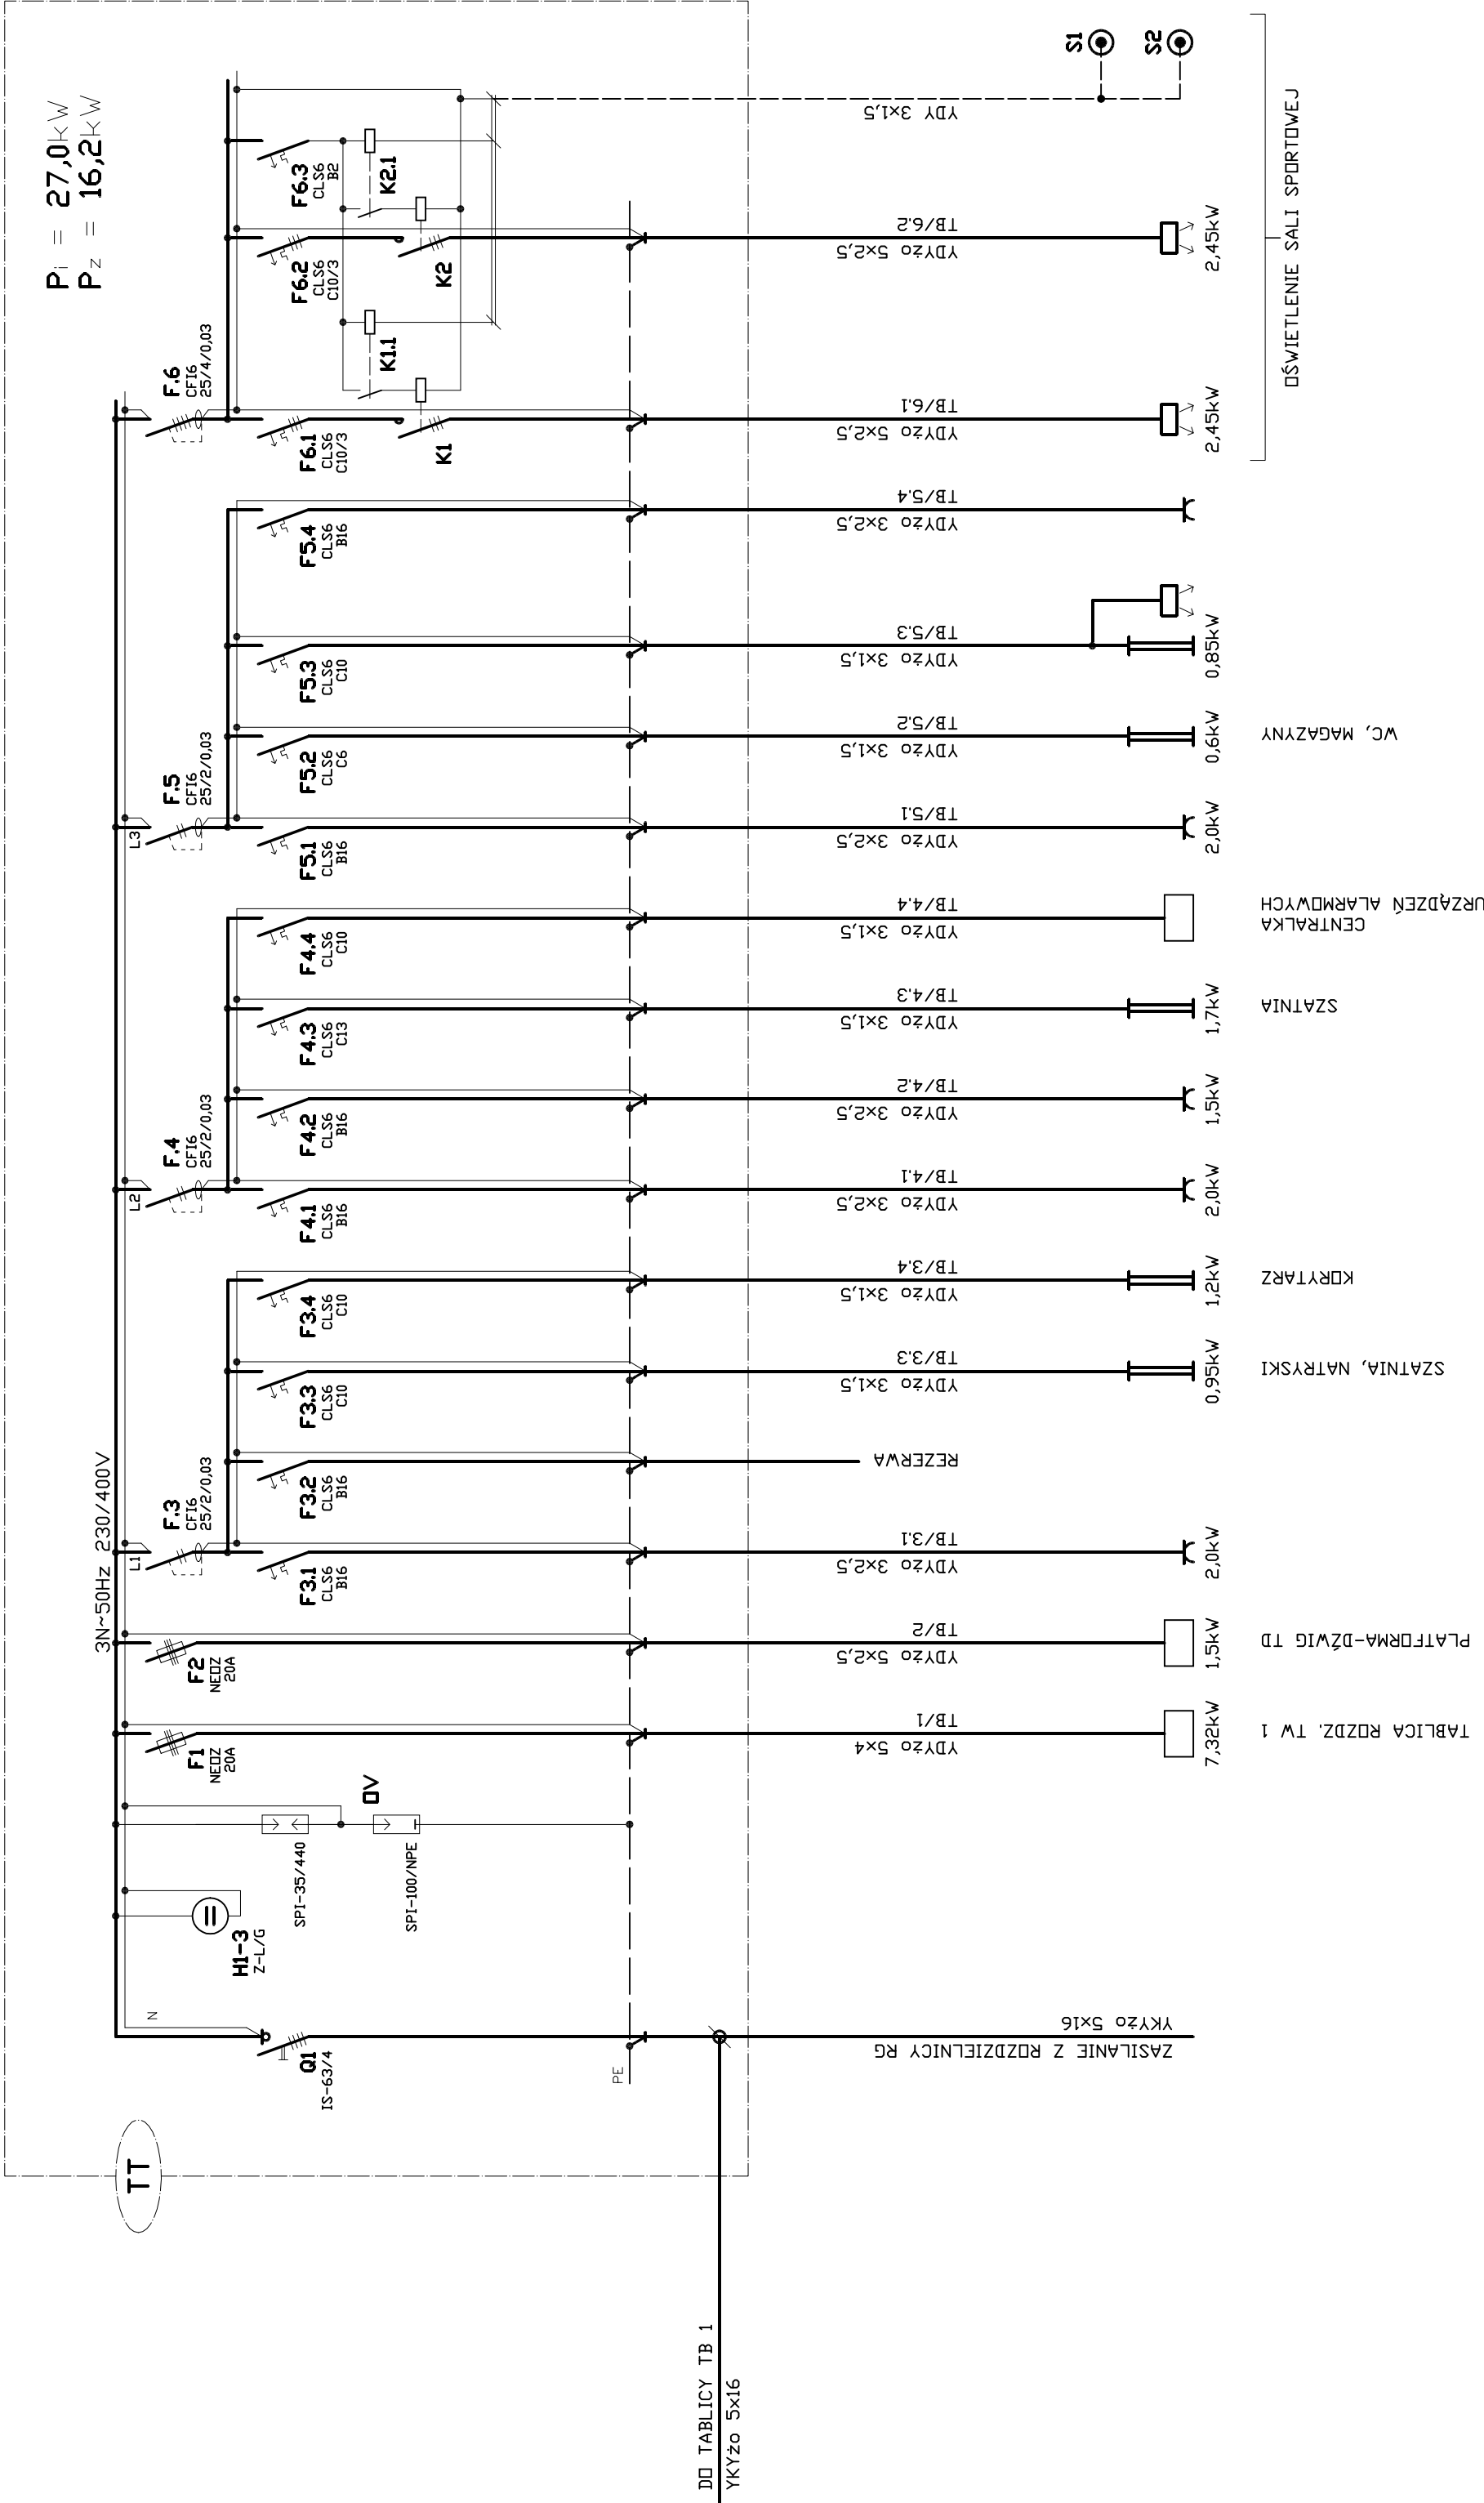 Pi = 27,0kW
Pz = 16,2kW
TT
3N~50Hz 230/400V
N
PE
Q1
IS-63/4
H1-3
Z-L/G
SPI-35/440
OV
SPI-100/NPE
F1
NEOZ
20A
F2
NEOZ
20A
L1
F.3
CFI6
25/2/0,03
F3.1
CLS6
B16
F3.2
CLS6
B16
F3.3
CLS6
C10
F3.4
CLS6
C10
L2
F.4
CFI6
25/2/0,03
F4.1
CLS6
B16
F4.2
CLS6
B16
F4.3
CLS6
C13
F4.4
CLS6
C10
L3
F.5
CFI6
25/2/0,03
F5.1
CLS6
B16
F5.2
CLS6
C6
F5.3
CLS6
C10
F5.4
CLS6
B16
F.6
CFI6
25/4/0,03
F6.1
CLS6
C10/3
K1
K1.1
F6.2
CLS6
C10/3
K2
K2.1
F6.3
CLS6
B2
DO TABLICY TB 1
YKYżo 5x16
ZASILANIE Z ROZDZIELNICY RG
YKYżo 5x16
TB/1
YDYżo 5x4
TB/2
YDYżo 5x2,5
TB/3.1
YDYżo 3x2,5
REZERWA
TB/3.3
YDYżo 3x1,5
TB/3.4
YDYżo 3x1,5
TB/4.1
YDYżo 3x2,5
TB/4.2
YDYżo 3x2,5
TB/4.3
YDYżo 3x1,5
TB/4.4
YDYżo 3x1,5
TB/5.1
YDYżo 3x2,5
TB/5.2
YDYżo 3x1,5
TB/5.3
YDYżo 3x1,5
TB/5.4
YDYżo 3x2,5
TB/6.1
YDYżo 5x2,5
TB/6.2
YDYżo 5x2,5
YDY 3x1,5
S1
S2
7,32kW
1,5kW
2,0kW
0,95kW
1,2kW
2,0kW
1,5kW
1,7kW
2,0kW
0,6kW
0,85kW
2,45kW
2,45kW
TABLICA ROZDZ. TW 1
PLATFORMA-DŹWIG TD
SZATNIA, NATRYSKI
KORYTARZ
SZATNIA
CENTRALKA
URZĄDZEŃ ALARMOWYCH
WC, MAGAZYNY
OŚWIETLENIE SALI SPORTOWEJ